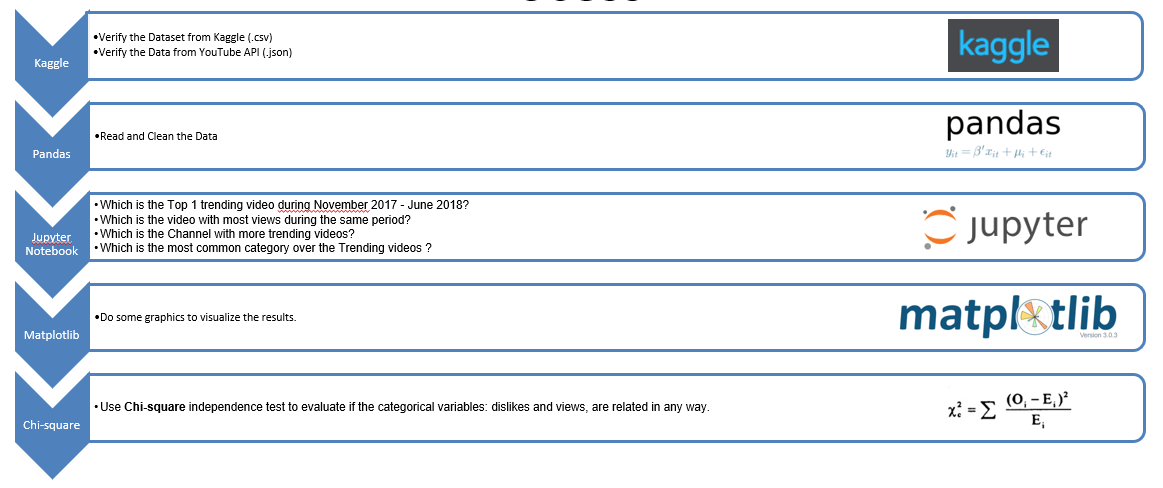 Kaggle
•Verify the Dataset from Kaggle (.csv)
•Verify the Data from YouTube API (.json)
kaggle
Pandas
•Read and Clean the Data
pandas
yit = β′xit + μi + ϵit
Jupyter
Notebook
•Which is the Top 1 trending video during November 2017 - June 2018?
•Which is the video with most views during the same period?
•Which is the Channel with more trending videos?
•Which is the most common category over the Trending videos ?
jupyter
Matplotlib
•Do some graphics to visualize the results.
matplotlib
Version 3.0.3
Chi-square
•Use Chi-square independence test to evaluate if the categorical variables: dislikes and views, are related in any way.
χ²c = Σ (Oi – Ei)² / Ei